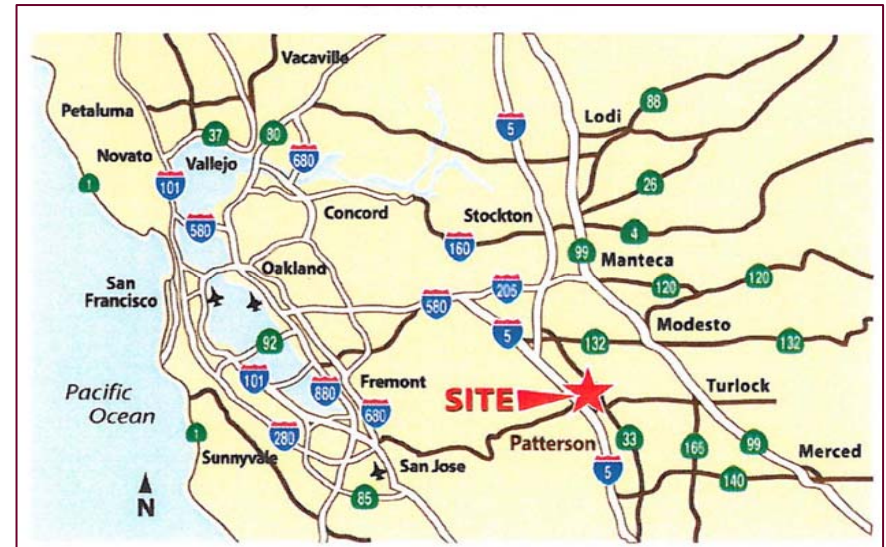 Vacaville
88
Petaluma
Lodi
5
37
80
Novato
Vallejo
680
1
101
26
Concord
Stockton
580
4
160
99
Manteca
Oakland
San
Francisco
120
120
205
580
Modesto
5
92
132
132
101
880
Fremont
Turlock
Pacific
Ocean
SITE
680
1
280
Patterson
33
99
Sunnyvale
165
Merced
San Jose
5
140
85
N